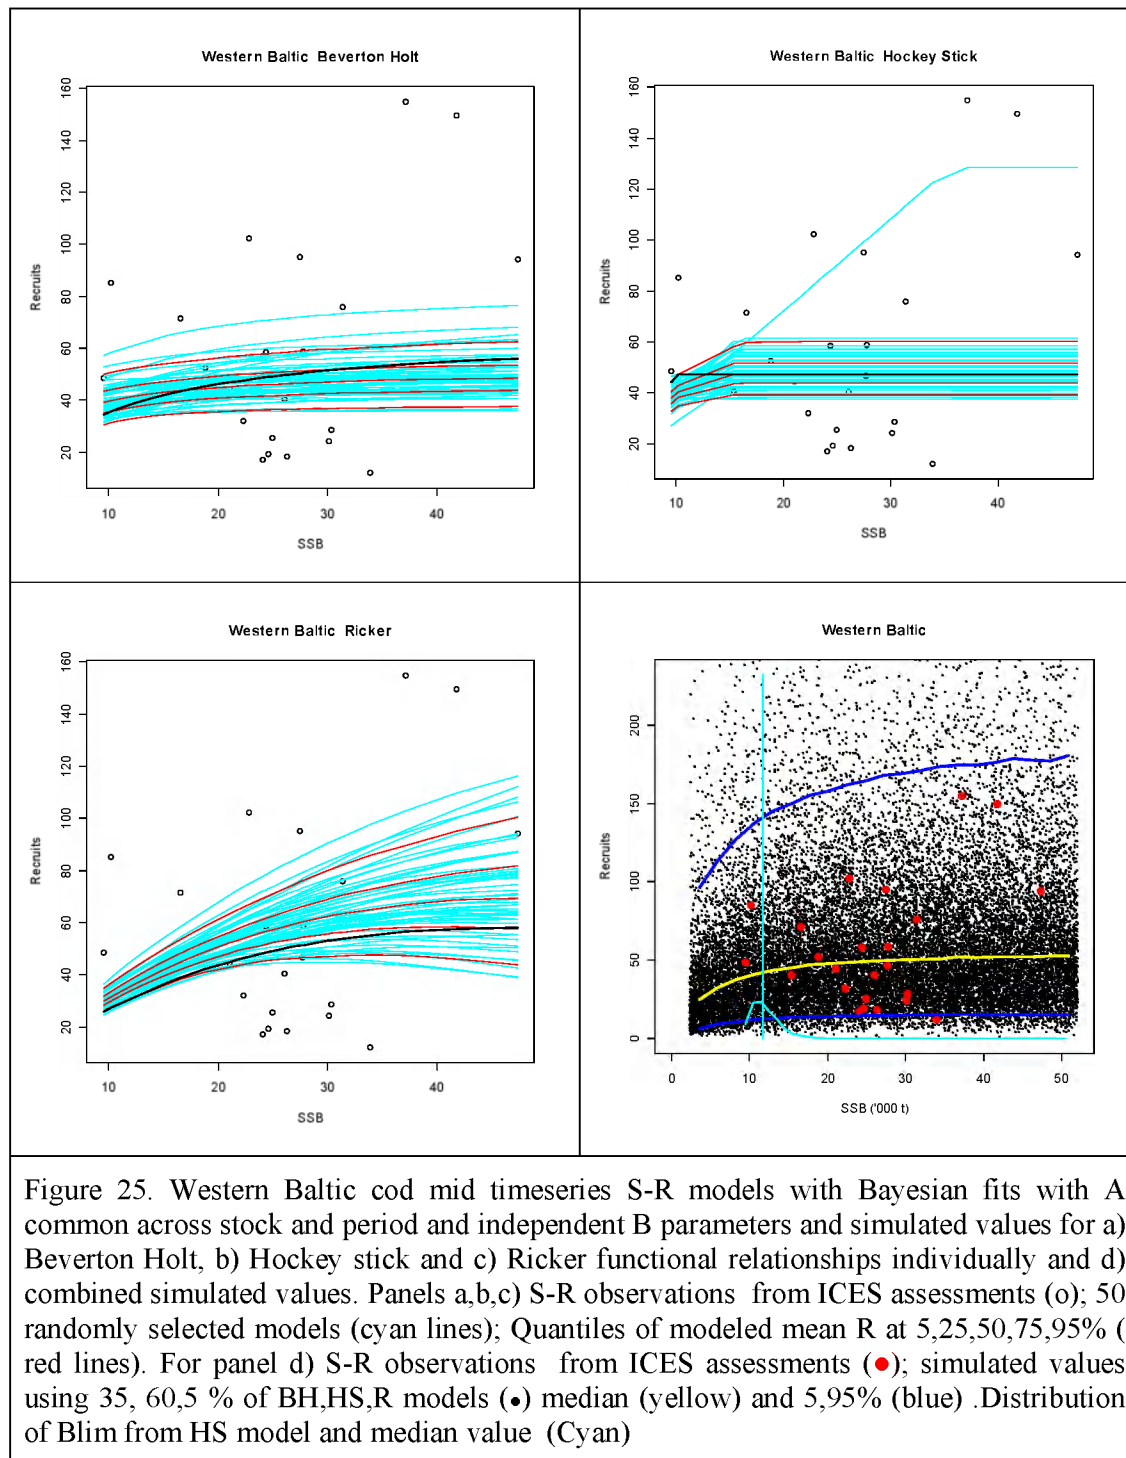 Western Baltic Beverton Holt
160
140
120
100
80
60
40
20
Recruits
10 20 30 40
SSB
Western Baltic Hockey Stick
160
140
120
100
80
60
40
20
Recruits
10 20 30 40
SSB
Western Baltic Ricker
160
140
120
100
80
60
40
20
Recruits
10 20 30 40
SSB
Western Baltic
200
150
100
50
0
Recruits
0 10 20 30 40 50
SSB ('000 t)
Figure 25. Western Baltic cod mid timeseries S-R models with Bayesian fits with A
common across stock and period and independent B parameters and simulated values for a)
Beverton Holt, b) Hockey stick and c) Ricker functional relationships individually and d)
combined simulated values. Panels a,b,c) S-R observations from ICES assessments (o); 50
randomly selected models (cyan lines); Quantiles of modeled mean R at 5,25,50,75,95% (
red lines). For panel d) S-R observations from ICES assessments (●); simulated values
using 35, 60,5 % of BH,HS,R models (●) median (yellow) and 5,95% (blue) .Distribution
of Blim from HS model and median value (Cyan)